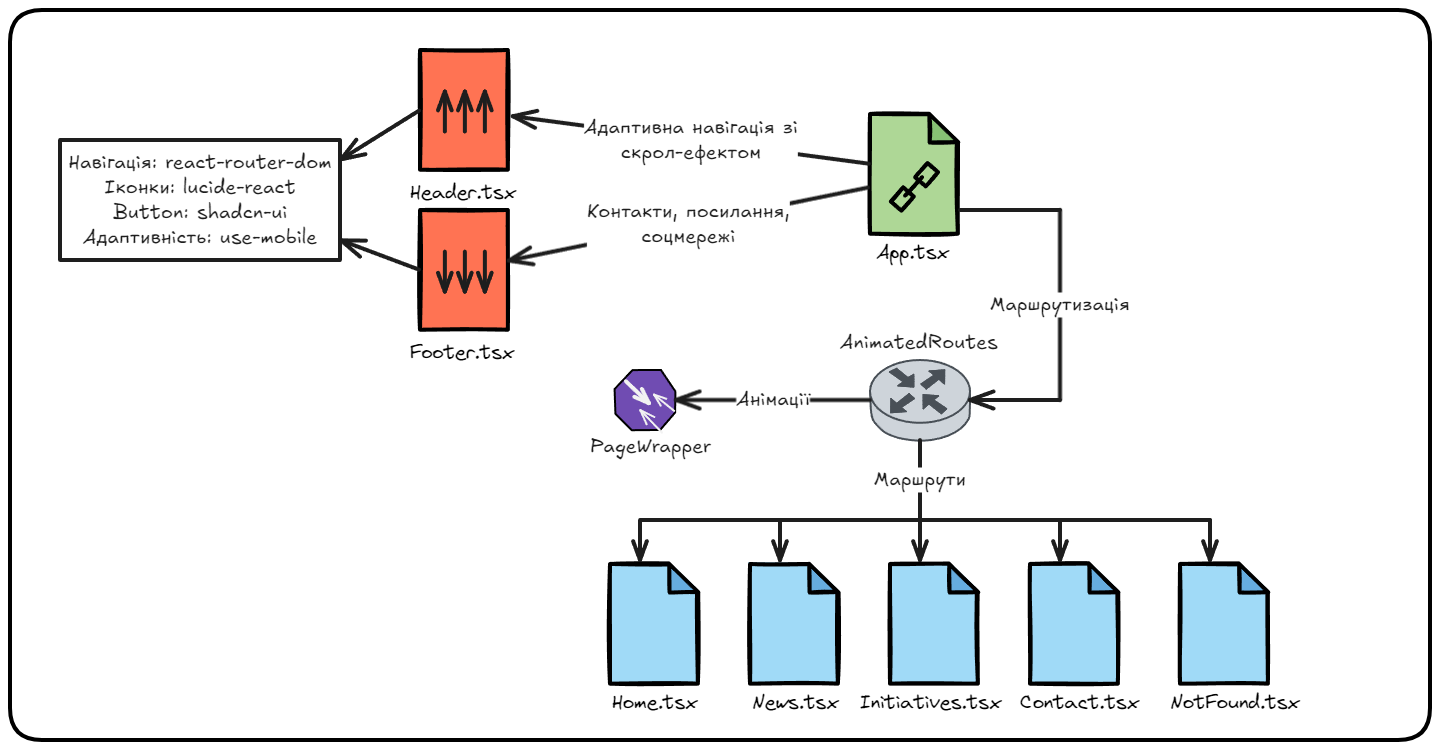 Адаптивна навігація зі
скрол-ефектом
Навігація: react-router-dom
Іконки: lucide-react
Button: shadcn-ui
Адаптивність: use-mobile
Header.tsx
Контакти, посилання,
соцмережі
App.tsx
Маршрутизація
Footer.tsx
AnimatedRoutes
Анімації
PageWrapper
Маршрути
Home.tsx
News.tsx
Initiatives.tsx
Contact.tsx
NotFound.tsx